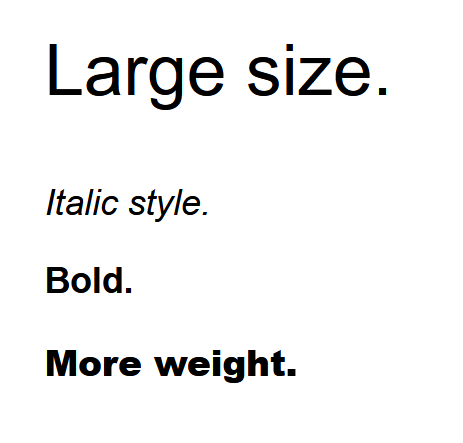 Large size.
Italic style.
Bold.
More weight.